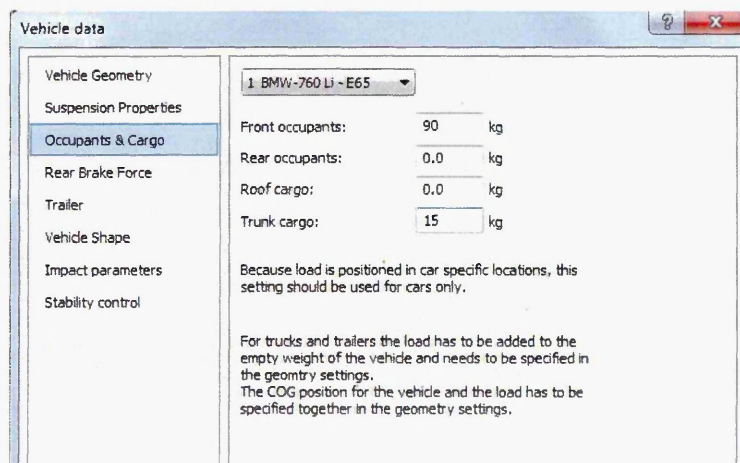 Vehicle data
?
x
Vehicle Geometry
Suspension Properties
Occupants & Cargo
Rear Brake Force
Trailer
Vehicle Shape
Impact parameters
Stability control
1 BMW-760 Li - E65
Front occupants: 90 kg
Rear occupants: 0.0 kg
Roof cargo: 0.0 kg
Trunk cargo: 15 kg
Because load is positioned in car specific locations, this
setting should be used for cars only.
For trucks and trailers the load has to be added to the
empty weight of the vehicle and needs to be specified in
the geomtry settings.
The COG position for the vehicle and the load has to be
specified together in the geometry settings.